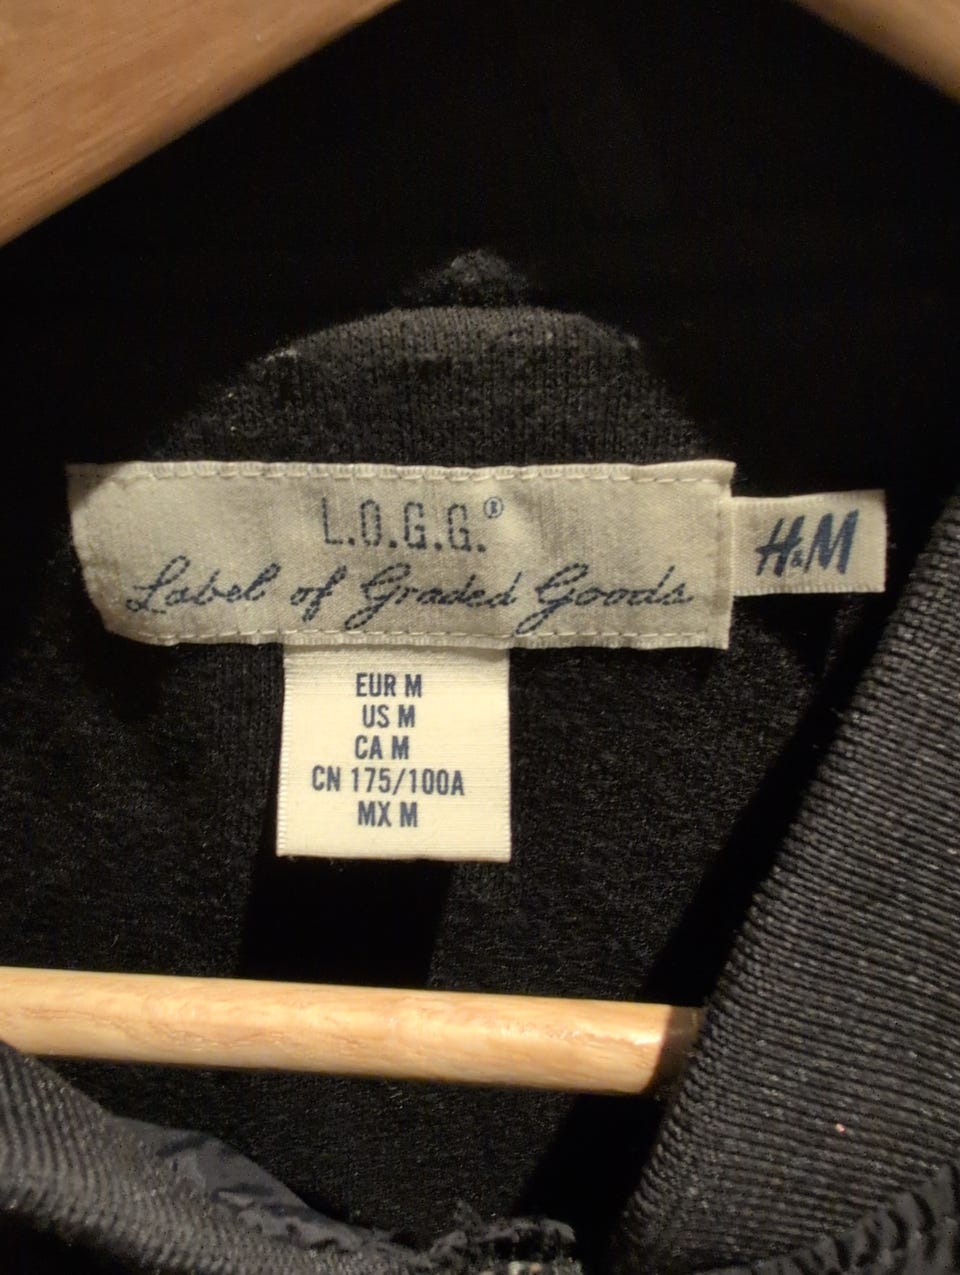 L.O.G.G.®
Label of Graded Goods
H&M
EUR M
US M
CA M
CN 175/100A
MX M